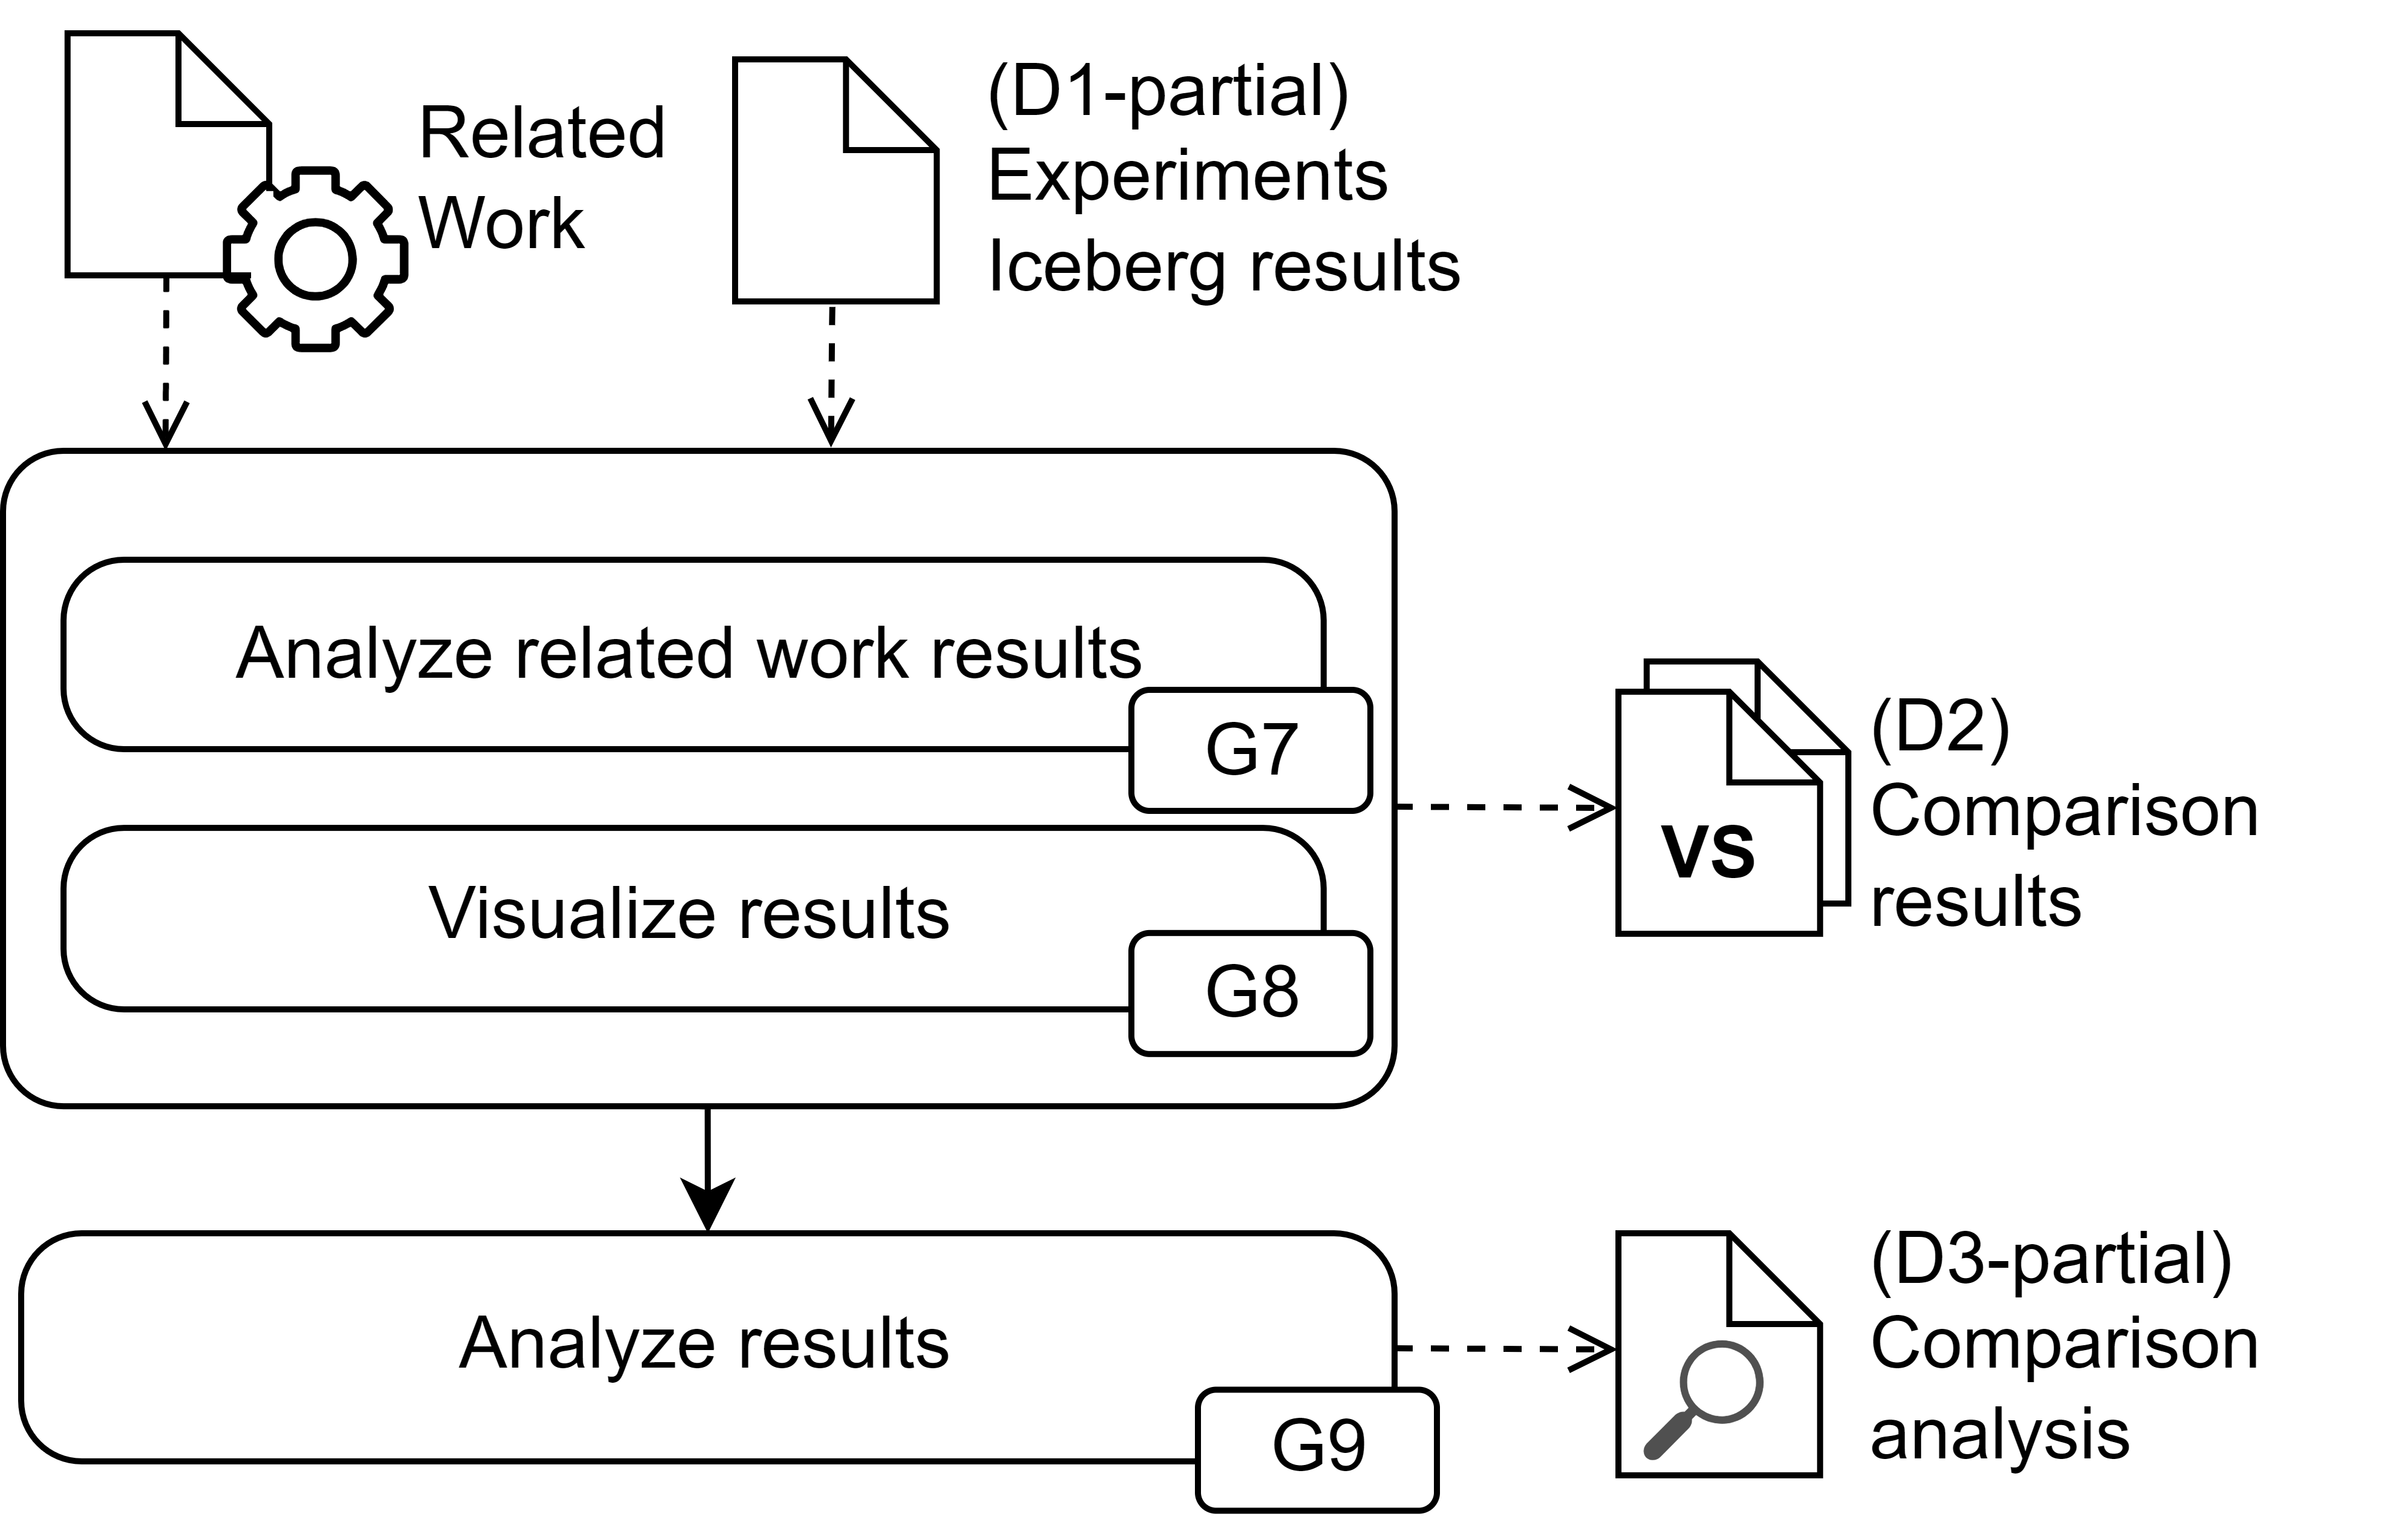 Related
Work
(D1-partial)
Experiments
Iceberg results
Analyze related work results
G7
Visualize results
G8
VS
(D2)
Comparison
results
Analyze results
G9
(D3-partial)
Comparison
analysis